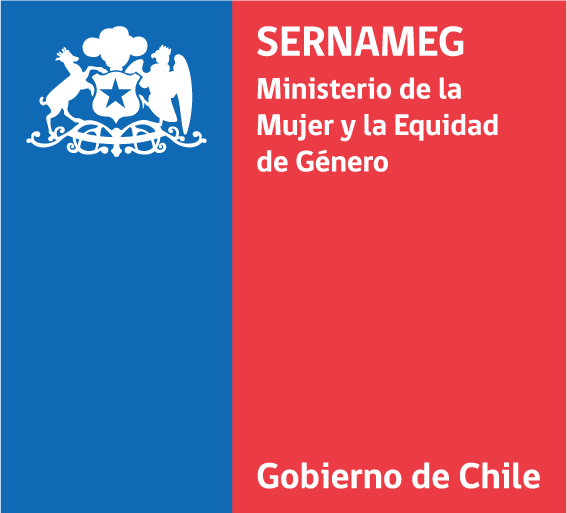 SERNAMEG
Ministerio de la
Mujer y la Equidad
de Género
Gobierno de Chile